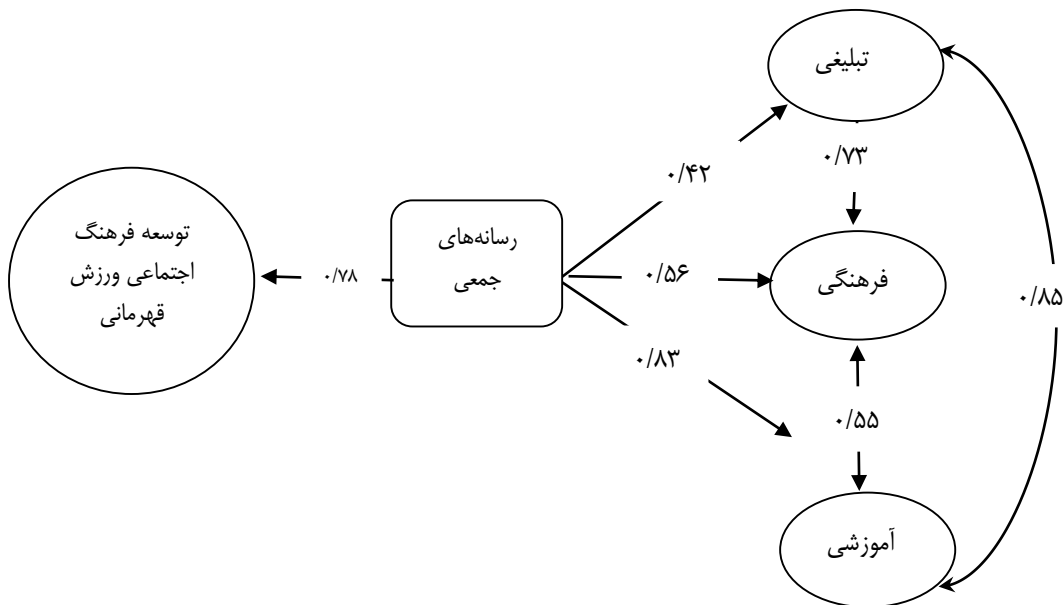 تبلیغی
۰/۷۳
۰/۴۲
توسعه فرهنگ
اجتماعی ورزش
قهرمانی
۰/۷۸
رسانه‌های
جمعی
۰/۵۶
فرهنگی
۰/۸۵
۰/۸۳
۰/۵۵
آموزشی